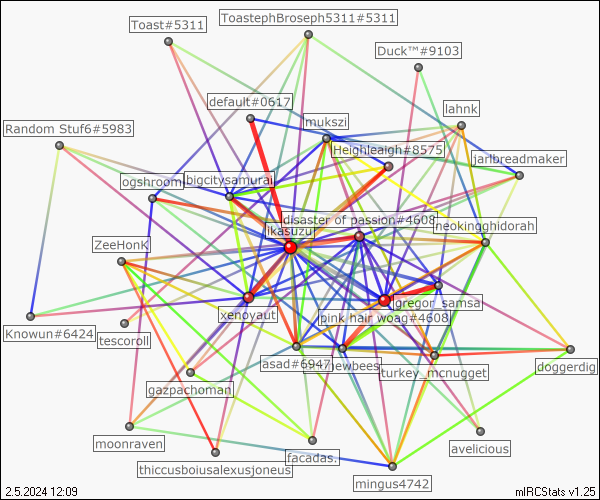 ToastephBroseph5311#5311
Toast#5311
Duck™#9103
default#0617
lahnk
mukszi
Random Stuf6#5983
Heighleaigh#8575
jarlbreadmaker
bigcitysamurai
ogshroom
disaster of passion#4608
neokingghidorah
ikasuzu
ZeeHonk
gregor_samsa
xenoyaut
pink hair woag#4608
Knowun#6424
tescoroll
asad#6947
newbees
doggerdig
turkey_mcnugget
gazpachoman
moonraven
avelicious
facadas.
thiccusboiusalexusjoneus
mingus4742
2.5.2024 12:09
mIRCStats v1.25